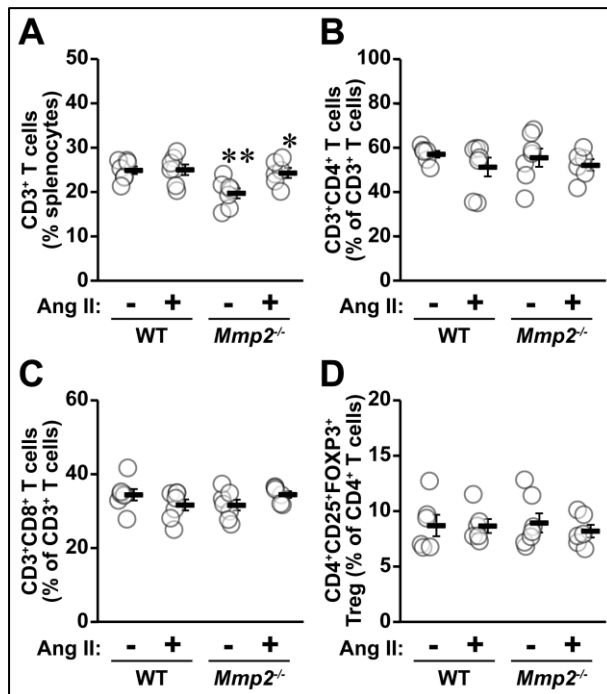 A
CD3⁺ T cells
(% splenocytes)
50
40
30
20
10
0
**
*
Ang II: - + - +
WT Mmp2⁻/⁻
B
CD3⁺CD4⁺ T cells
(% of CD3⁺ T cells)
100
80
60
40
20
0
Ang II: - + - +
WT Mmp2⁻/⁻
C
CD3⁺CD8⁺ T cells
(% of CD3⁺ T cells)
60
40
20
0
Ang II: - + - +
WT Mmp2⁻/⁻
D
CD4⁺CD25⁺FOXP3⁺
Treg (% of CD4⁺ T cells)
20
15
10
5
0
Ang II: - + - +
WT Mmp2⁻/⁻